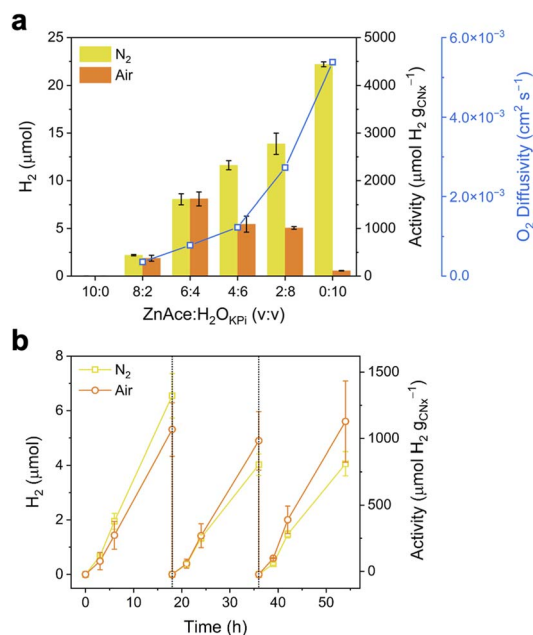 a
N₂
Air
H₂ (μmol)
25
20
15
10
5
0
10:0 8:2 6:4 4:6 2:8 0:10
ZnAce:H₂O_KPi (v:v)
5000
4000
3000
2000
1000
0
Activity (μmol H₂ g_CNx⁻¹)
6.0×10⁻³
4.0×10⁻³
2.0×10⁻³
0.0
O₂ Diffusivity (cm² s⁻¹)
b
N₂
Air
H₂ (μmol)
8
6
4
2
0
0 10 20 30 40 50
Time (h)
1500
1000
500
0
Activity (μmol H₂ g_CNx⁻¹)